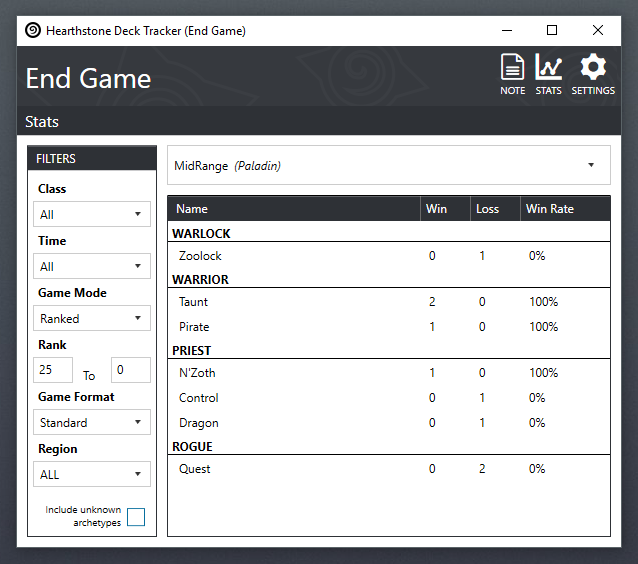 Hearthstone Deck Tracker (End Game)
End Game
NOTE STATS SETTINGS
Stats
FILTERS
Class
All
Time
All
Game Mode
Ranked
Rank
25 To 0
Game Format
Standard
Region
ALL
Include unknown
archetypes
MidRange (Paladin)
Name Win Loss Win Rate
WARLOCK
Zoolock 0 1 0%
WARRIOR
Taunt 2 0 100%
Pirate 1 0 100%
PRIEST
N'Zoth 1 0 100%
Control 0 1 0%
Dragon 0 1 0%
ROGUE
Quest 0 2 0%